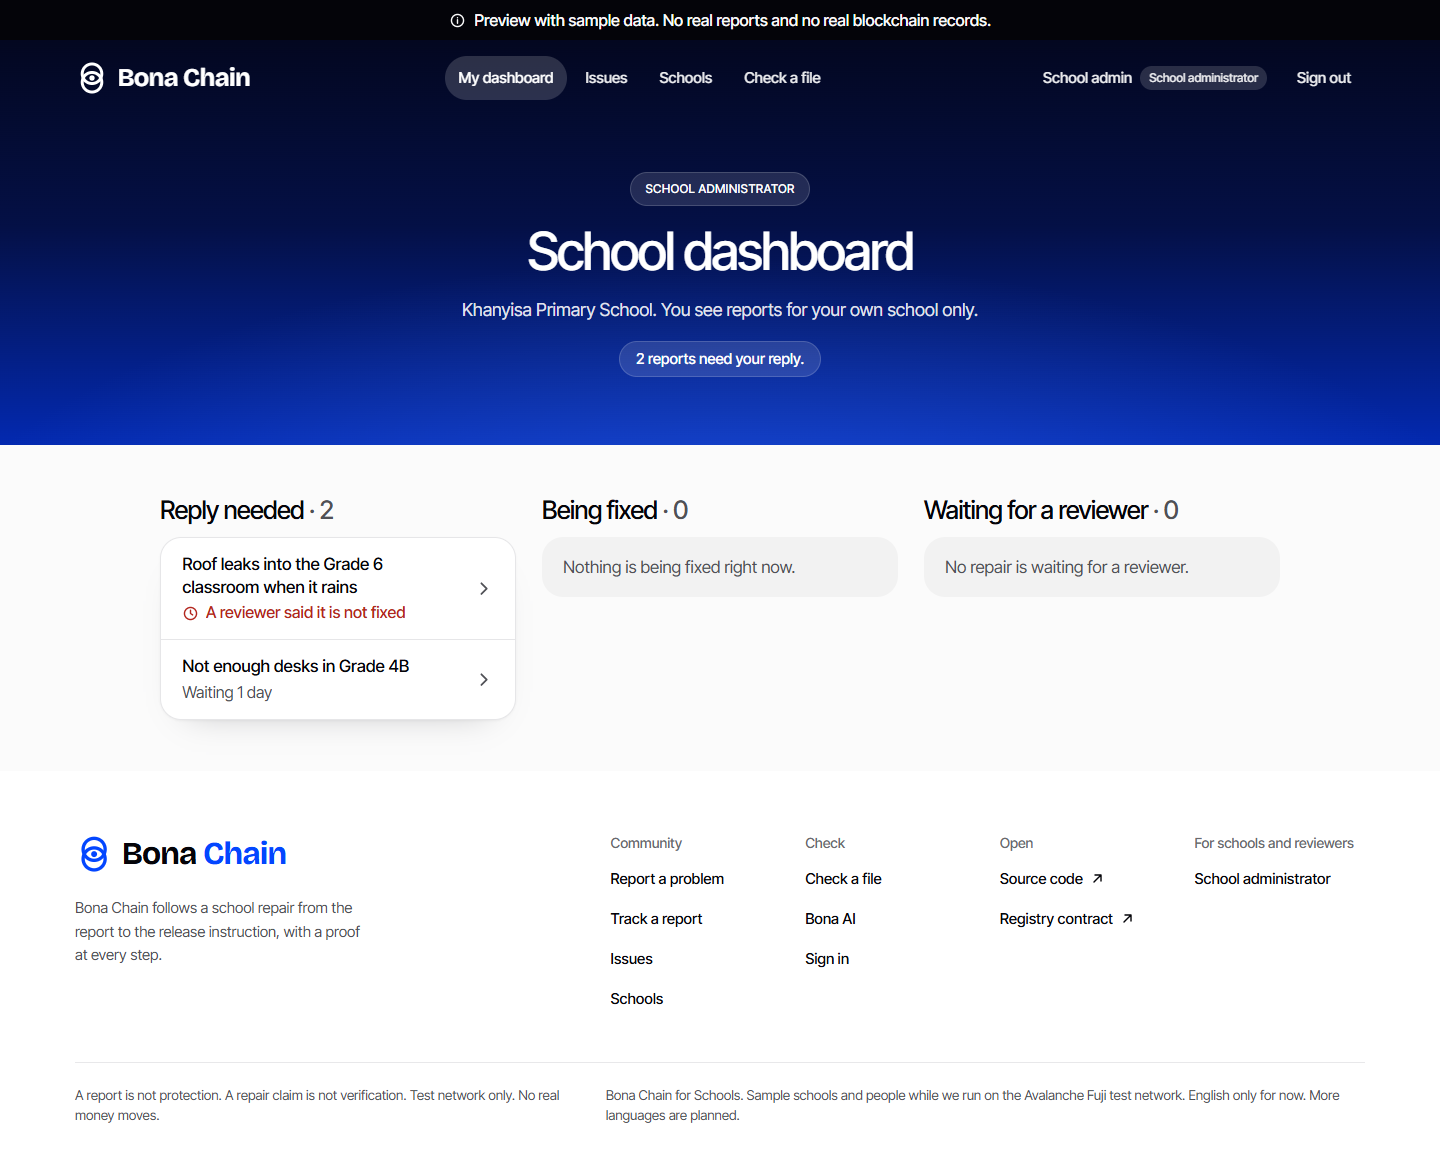 Preview with sample data. No real reports and no real blockchain records.
Bona Chain
My dashboard
Issues
Schools
Check a file
School admin
School administrator
Sign out
SCHOOL ADMINISTRATOR
School dashboard
Khanyisa Primary School. You see reports for your own school only.
2 reports need your reply.
Reply needed · 2
Roof leaks into the Grade 6
classroom when it rains
A reviewer said it is not fixed
Not enough desks in Grade 4B
Waiting 1 day
Being fixed · 0
Nothing is being fixed right now.
Waiting for a reviewer · 0
No repair is waiting for a reviewer.
Bona Chain
Bona Chain follows a school repair from the
report to the release instruction, with a proof
at every step.
Community
Report a problem
Track a report
Issues
Schools
Check
Check a file
Bona AI
Sign in
Open
Source code
Registry contract
For schools and reviewers
School administrator
A report is not protection. A repair claim is not verification. Test network only. No real
money moves.
Bona Chain for Schools. Sample schools and people while we run on the Avalanche Fuji test network. English only for now. More
languages are planned.